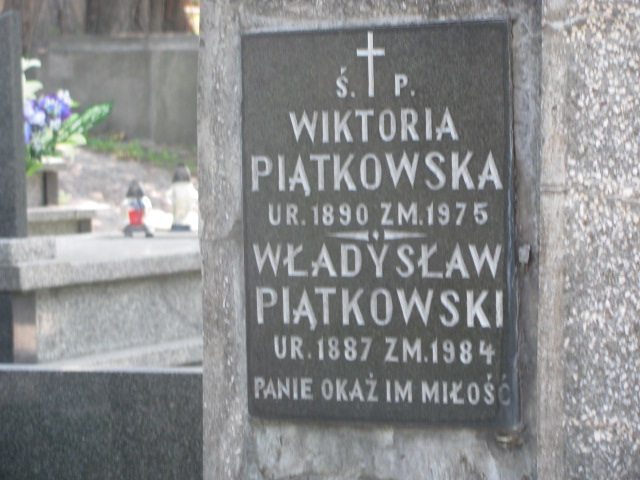 Ś. P.
WIKTORIA
PIĄTKOWSKA
UR. 1890 ZM. 1975
WŁADYSŁAW
PIĄTKOWSKI
UR. 1887 ZM. 1984
PANIE OKAŻ IM MIŁOŚĆ